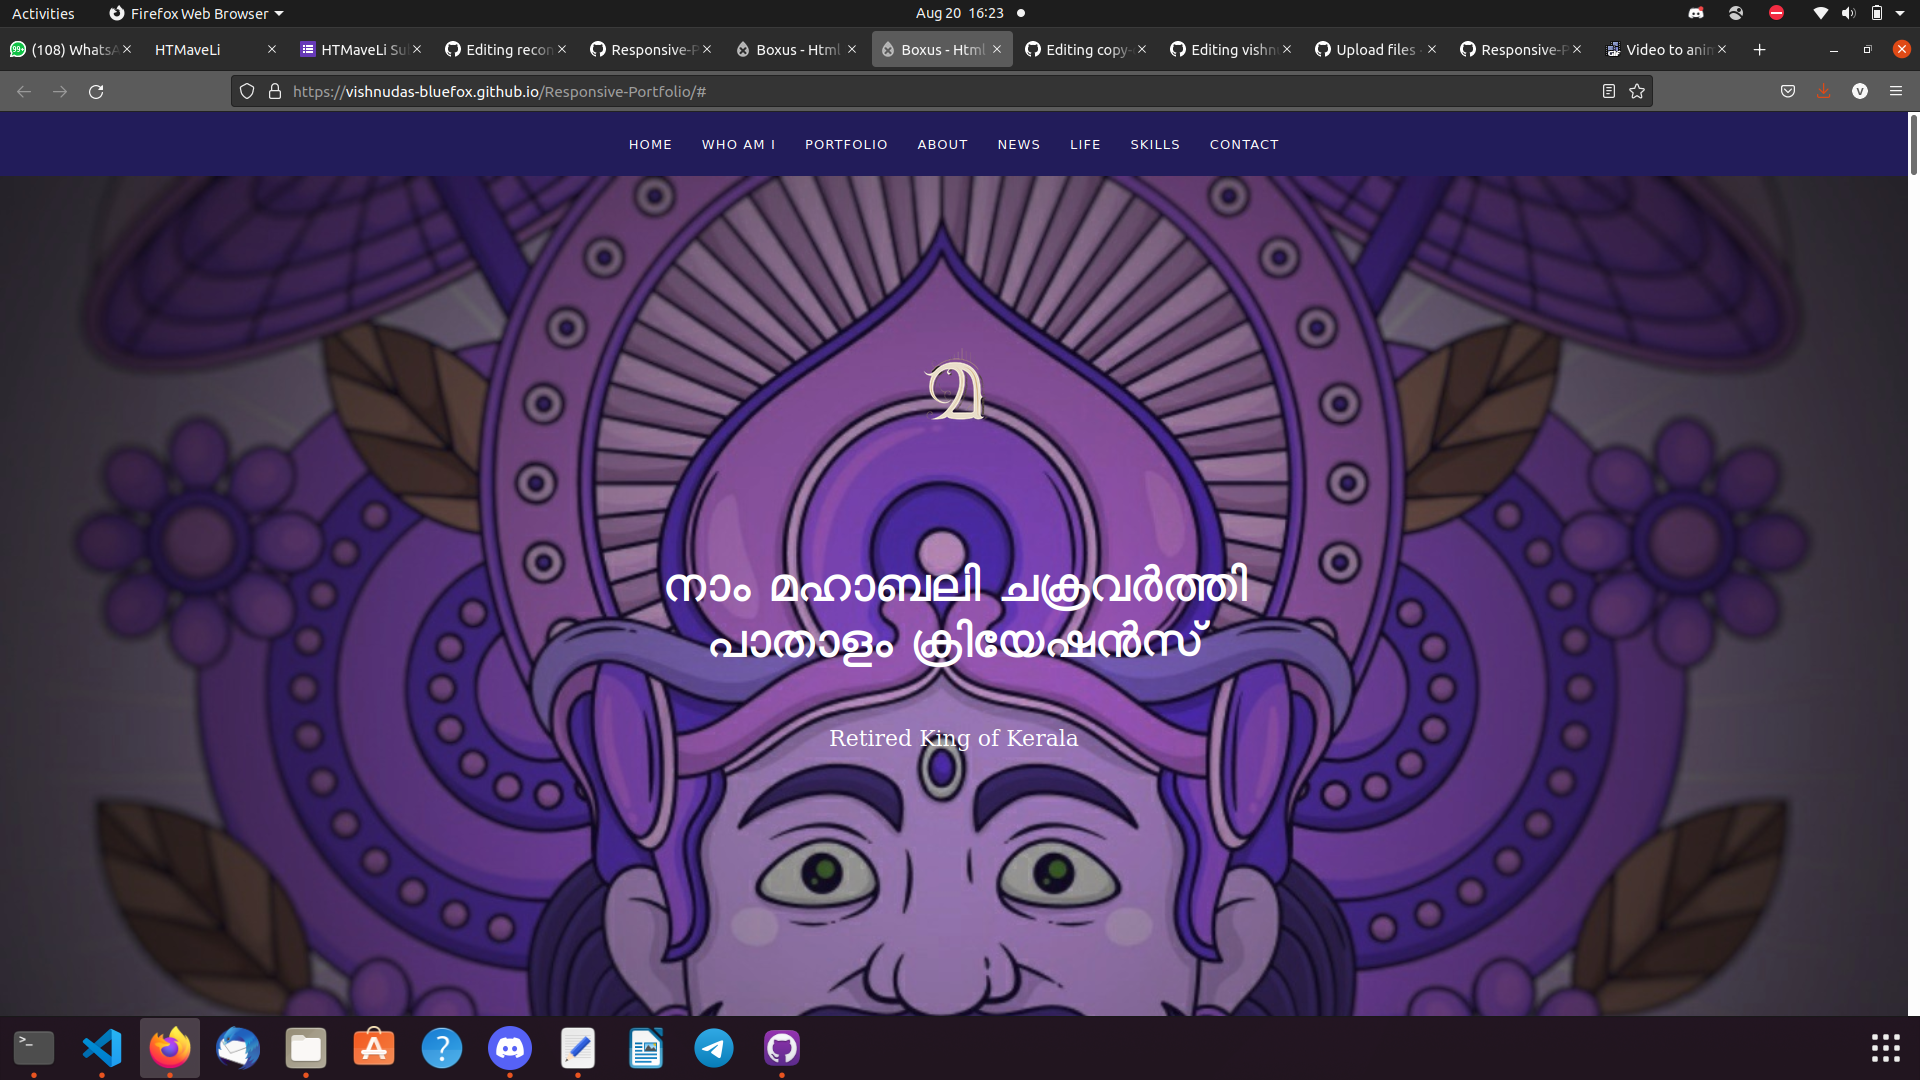 Activities Firefox Web Browser Aug 20 16:23
(108) WhatsA HTMaveLi HTMaveLi Su Editing recon Responsive-P Boxus - Html Boxus - Html Editing copy- Editing vishn Upload files Responsive-P Video to anim
https://vishnudas-bluefox.github.io/Responsive-Portfolio/# V
HOME WHO AM I PORTFOLIO ABOUT NEWS LIFE SKILLS CONTACT
മ
നാം മഹാബലി ചക്രവർത്തി
പാതാളം ക്രിയേഷൻസ്
Retired King of Kerala